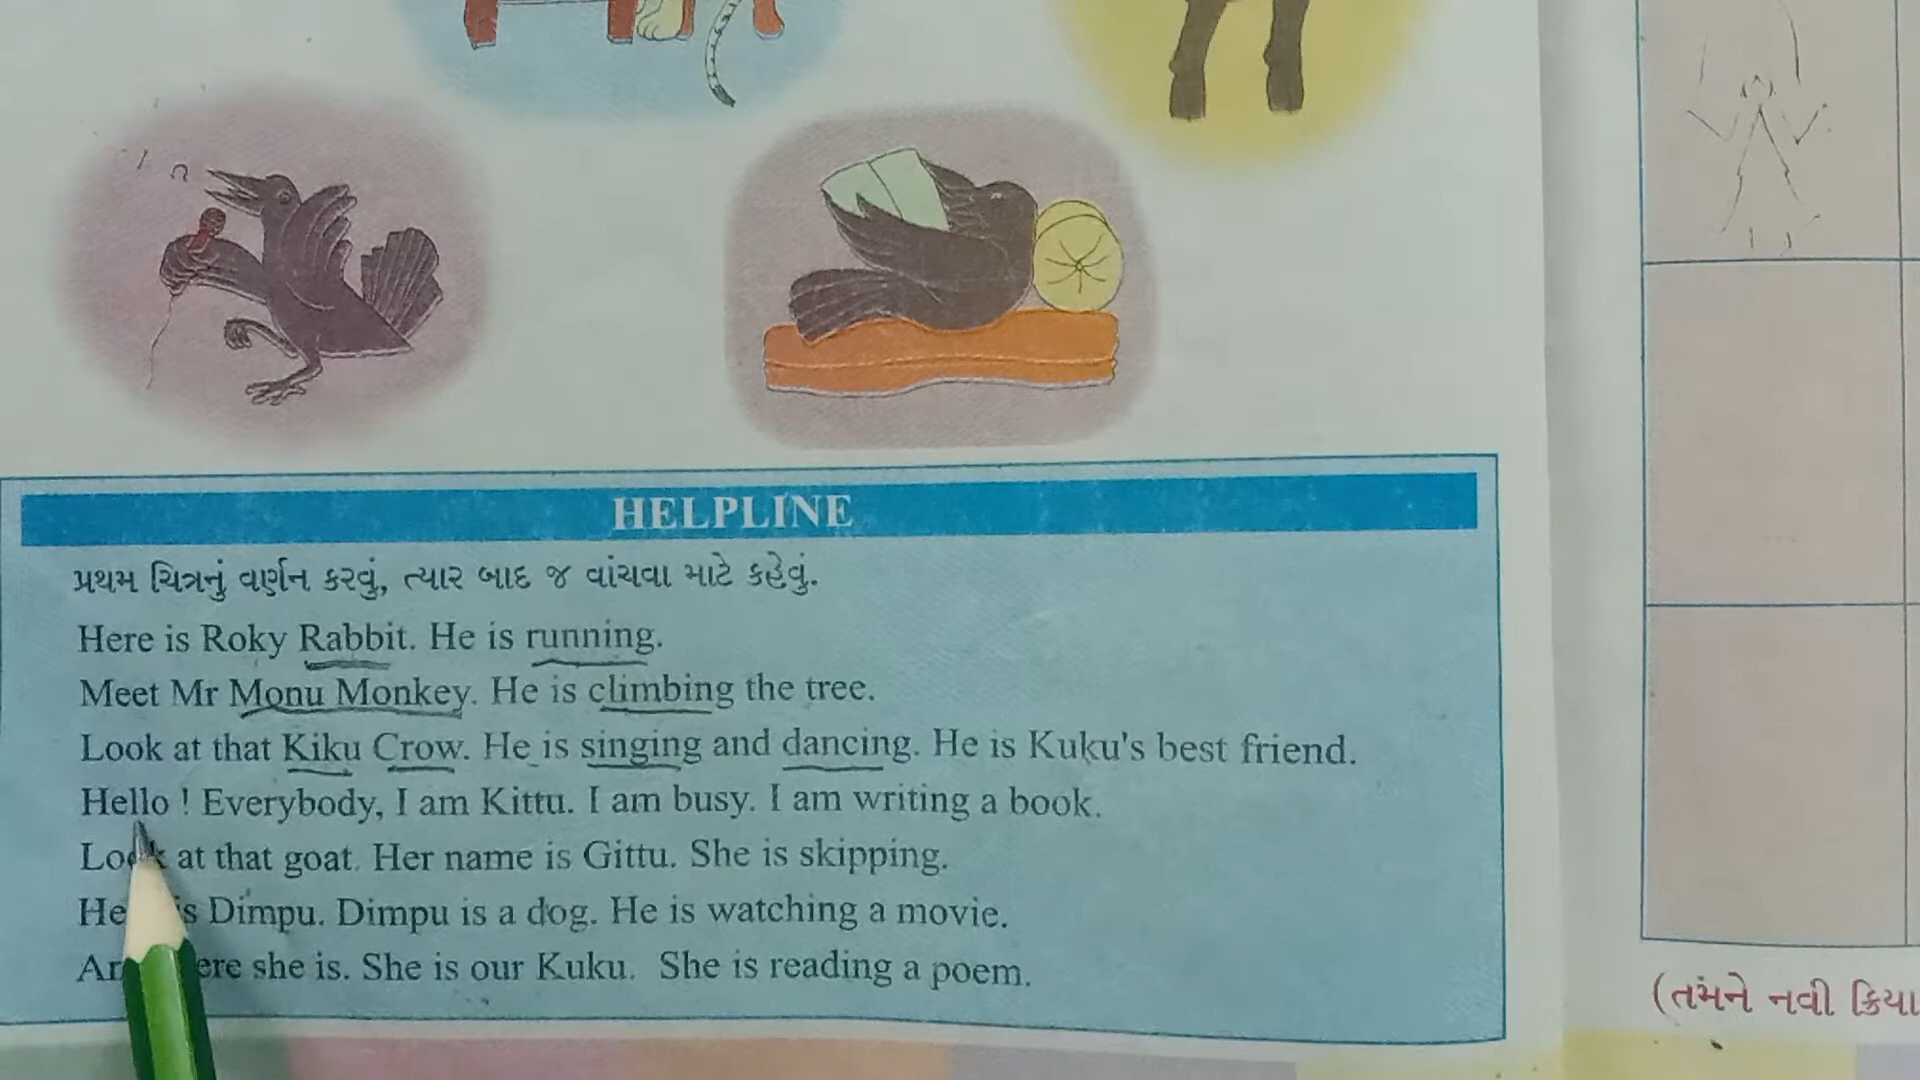 HELPLINE
પ્રથમ ચિત્રનું વર્ણન કરવું, ત્યાર બાદ જ વાંચવા માટે કહેવું.
Here is Roky Rabbit. He is running.
Meet Mr Monu Monkey. He is climbing the tree.
Look at that Kiku Crow. He is singing and dancing. He is Kuku's best friend.
Hello ! Everybody, I am Kittu. I am busy. I am writing a book.
Look at that goat. Her name is Gittu. She is skipping.
is Dimpu. Dimpu is a dog. He is watching a movie.
she is. She is our Kuku. She is reading a poem.
(તમને નવી ક્રિયા